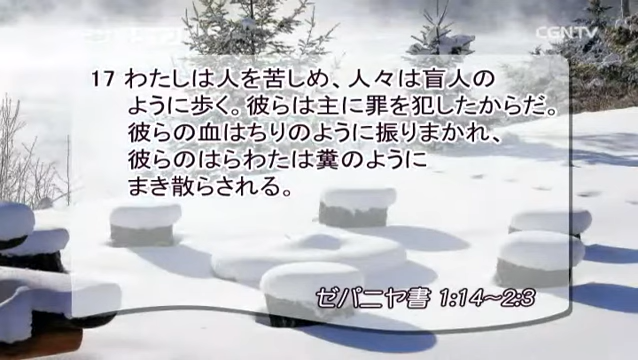 CGNTV
17 わたしは人を苦しめ、人々は盲人の
ように歩く。彼らは主に罪を犯したからだ。
彼らの血はちりのように振りまかれ、
彼らのはらわたは糞のように
まき散らされる。
ゼパニヤ書 1:14～2:3